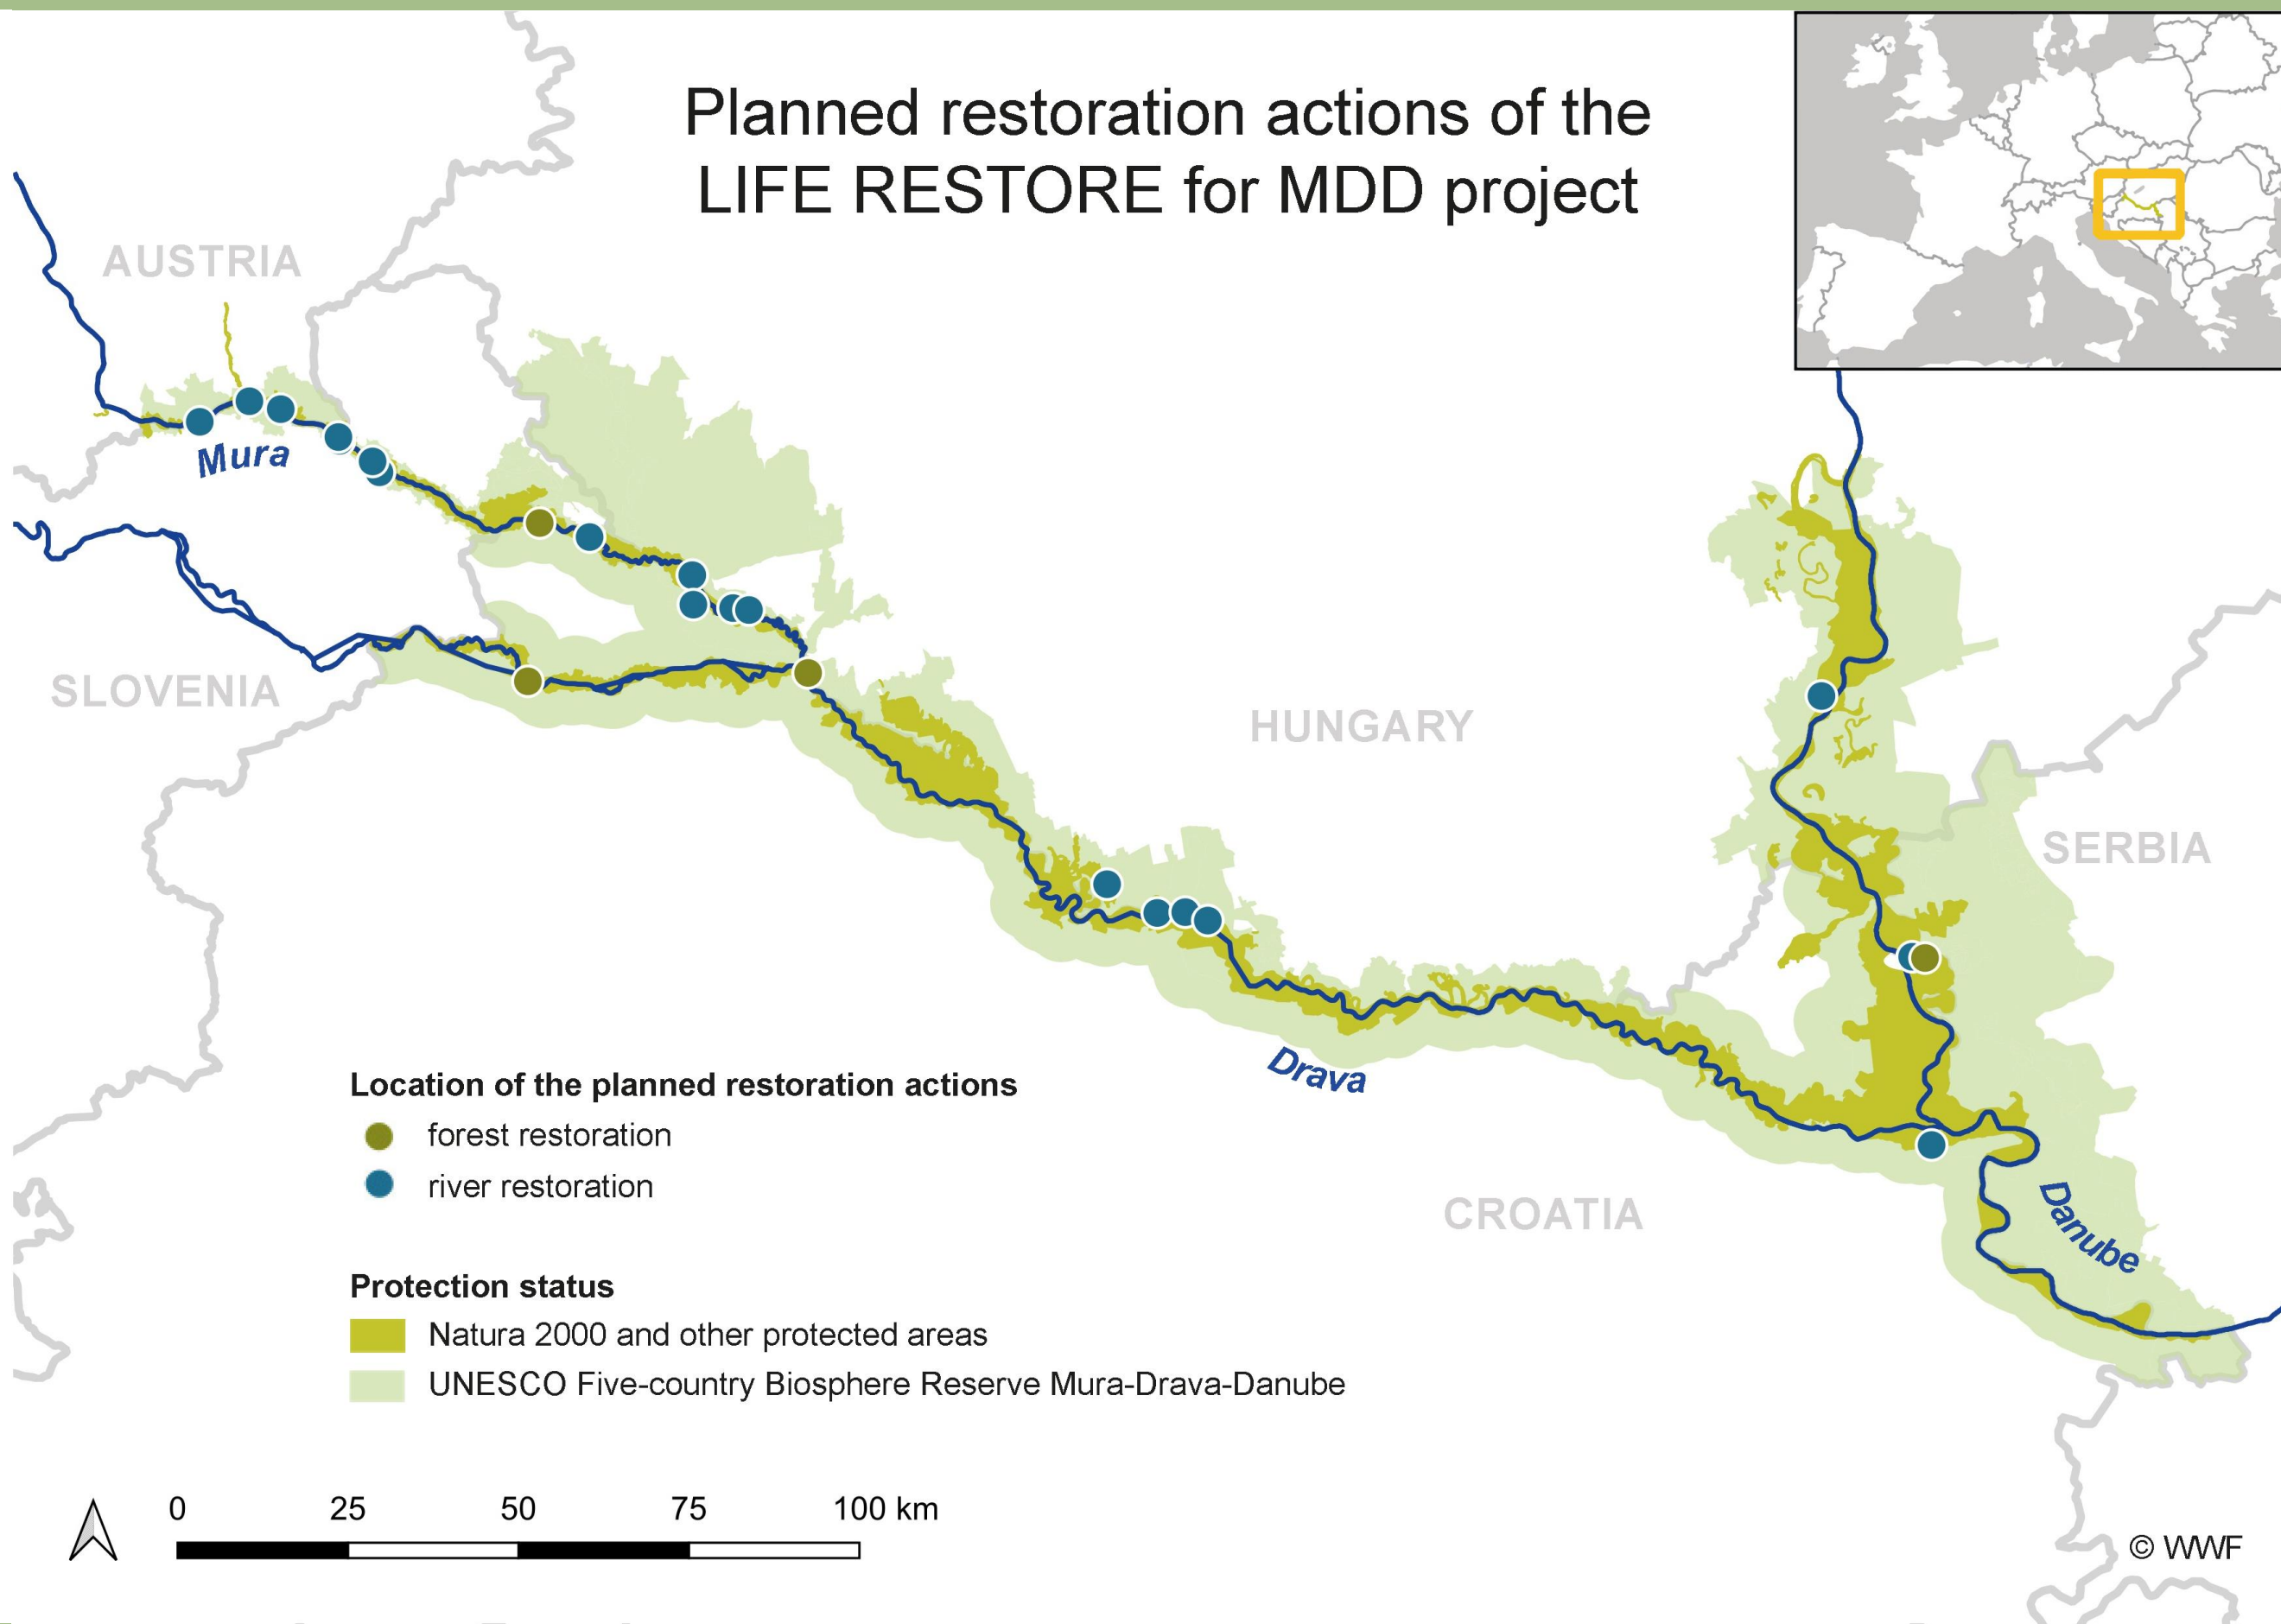 Planned restoration actions of the
LIFE RESTORE for MDD project
AUSTRIA
Mura
SLOVENIA
HUNGARY
SERBIA
Drava
CROATIA
Danube
Location of the planned restoration actions
forest restoration
river restoration
Protection status
Natura 2000 and other protected areas
UNESCO Five-country Biosphere Reserve Mura-Drava-Danube
0 25 50 75 100 km
© WWF